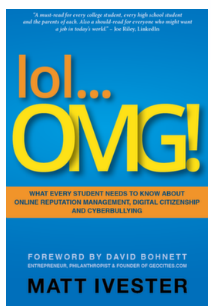 "A must-read for every college student, every high school student
and the parents of each. Also a should-read for everyone who might want
a job in today's world." – Joe Riley, LinkedIn
lol...
OMG!
WHAT EVERY STUDENT NEEDS TO KNOW ABOUT
ONLINE REPUTATION MANAGEMENT, DIGITAL CITIZENSHIP
AND CYBERBULLYING
FOREWORD BY DAVID BOHNETT
ENTREPRENEUR, PHILANTHROPIST & FOUNDER OF GEOCITIES.COM
MATT IVESTER